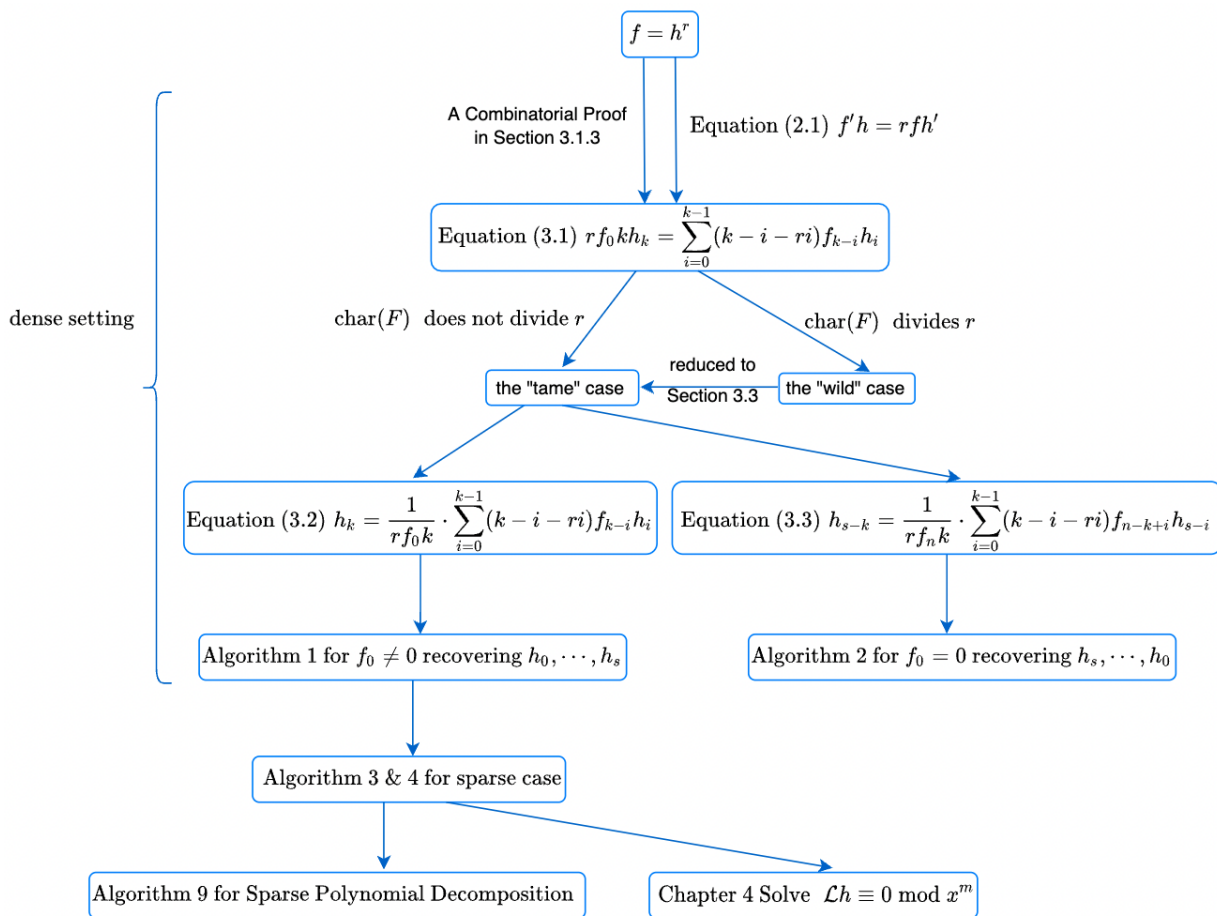 f = h^r
A Combinatorial Proof
in Section 3.1.3
Equation (2.1) f′h = rfh′
Equation (3.1) rf_0kh_k = \sum_{i=0}^{k-1}(k − i − ri)f_{k−i}h_i
dense setting
char(F) does not divide r
char(F) divides r
the "tame" case
reduced to
Section 3.3
the "wild" case
Equation (3.2) h_k = \frac{1}{rf_0k} · \sum_{i=0}^{k-1}(k − i − ri)f_{k−i}h_i
Equation (3.3) h_{s−k} = \frac{1}{rf_nk} · \sum_{i=0}^{k-1}(k − i − ri)f_{n−k+i}h_{s−i}
Algorithm 1 for f_0 ≠ 0 recovering h_0, ⋯, h_s
Algorithm 2 for f_0 = 0 recovering h_s, ⋯, h_0
Algorithm 3 & 4 for sparse case
Algorithm 9 for Sparse Polynomial Decomposition
Chapter 4 Solve ℒh ≡ 0 mod x^m